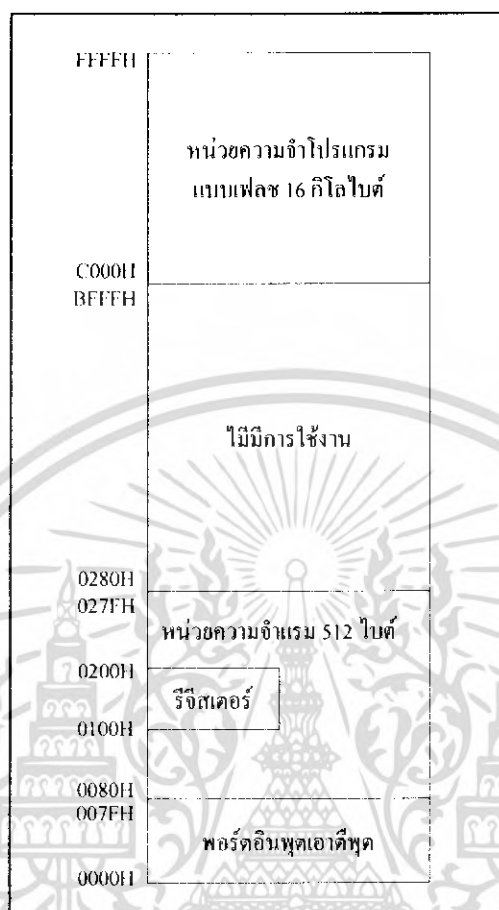 FFFFH
หน่วยความจำโปรแกรม
แบบเฟลช 16 กิโลไบต์
C000H
BFFFH
ไม่มีการใช้งาน
0280H
027FH
หน่วยความจำแรม 512 ไบต์
0200H
รีจีสเตอร์
0100H
0080H
007FH
พอร์ตอินพุตเอาต์พุต
0000H